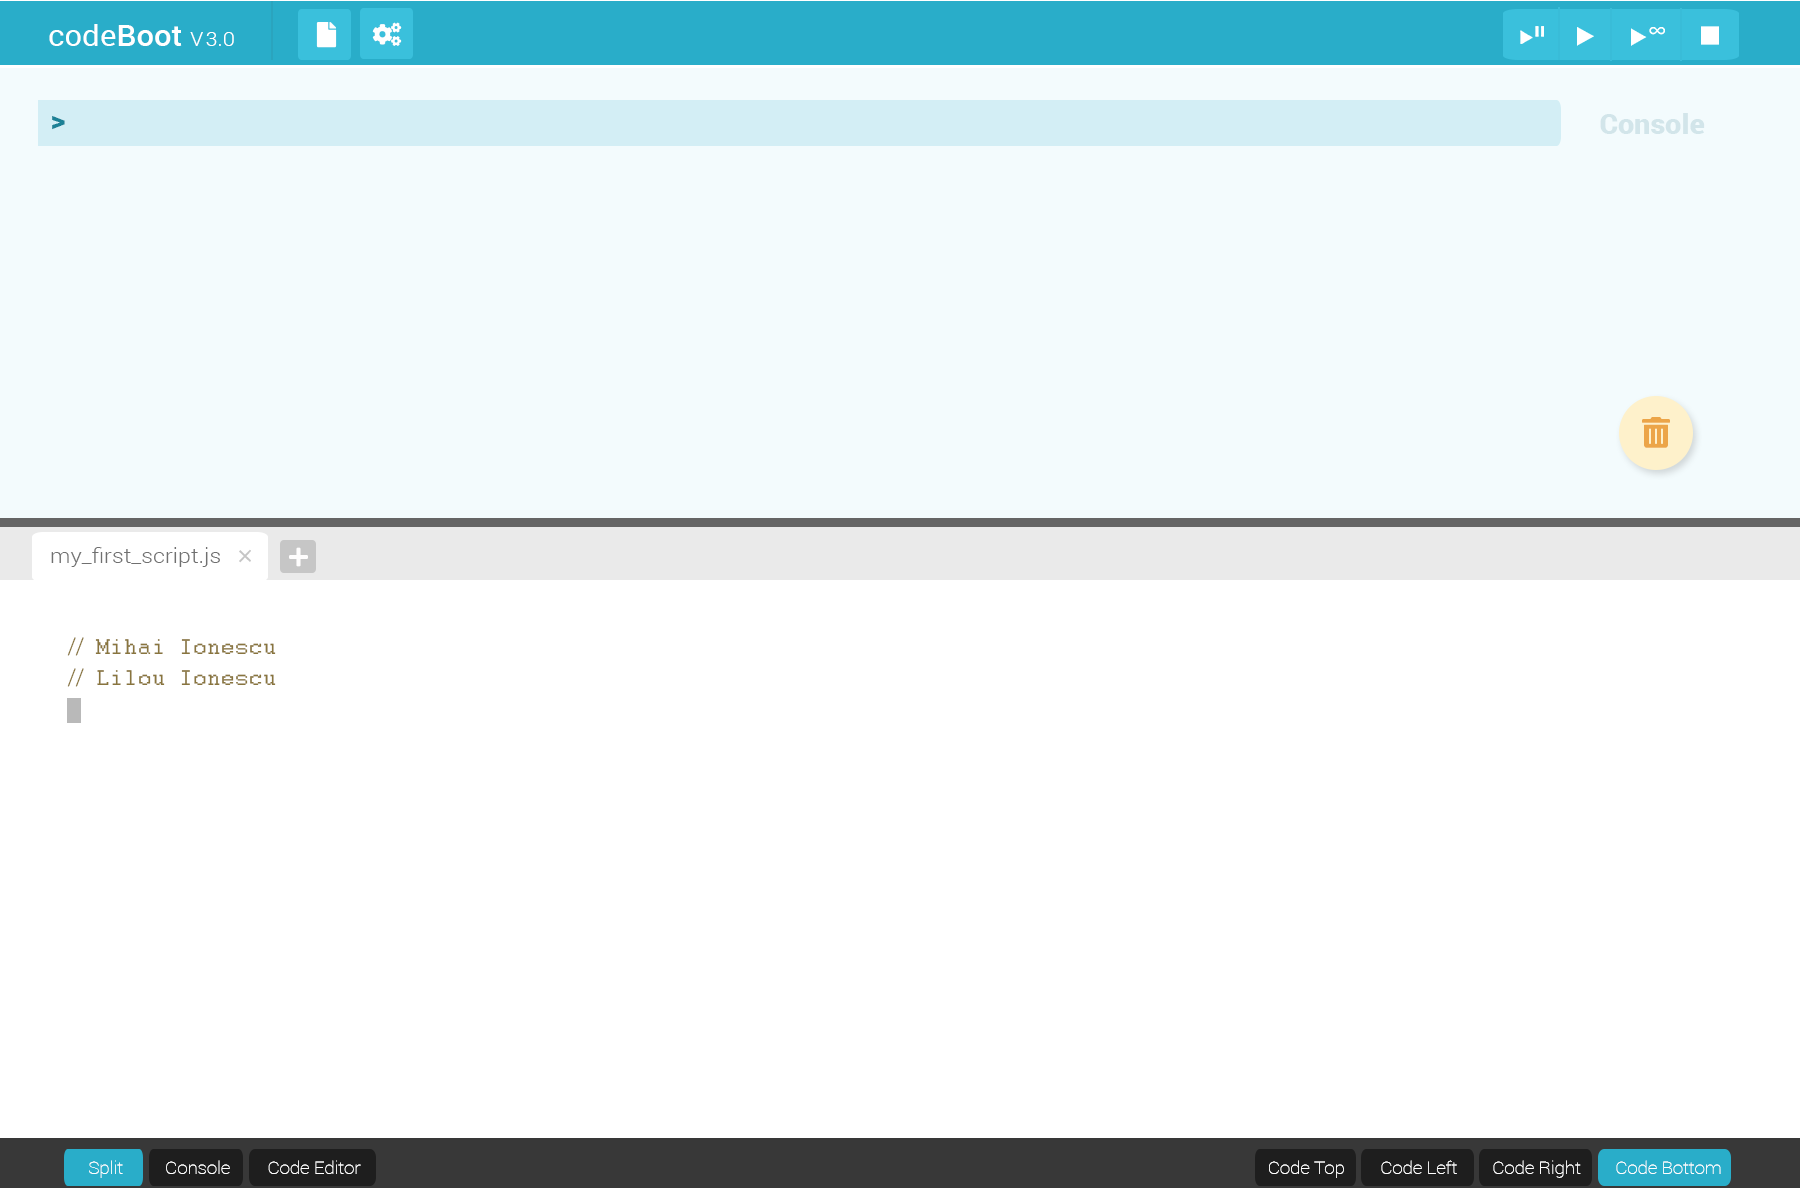 codeBoot V3.0
>
Console
my_first_script.js
// Mihai Ionescu
// Lilou Ionescu
Split Console Code Editor Code Top Code Left Code Right Code Bottom